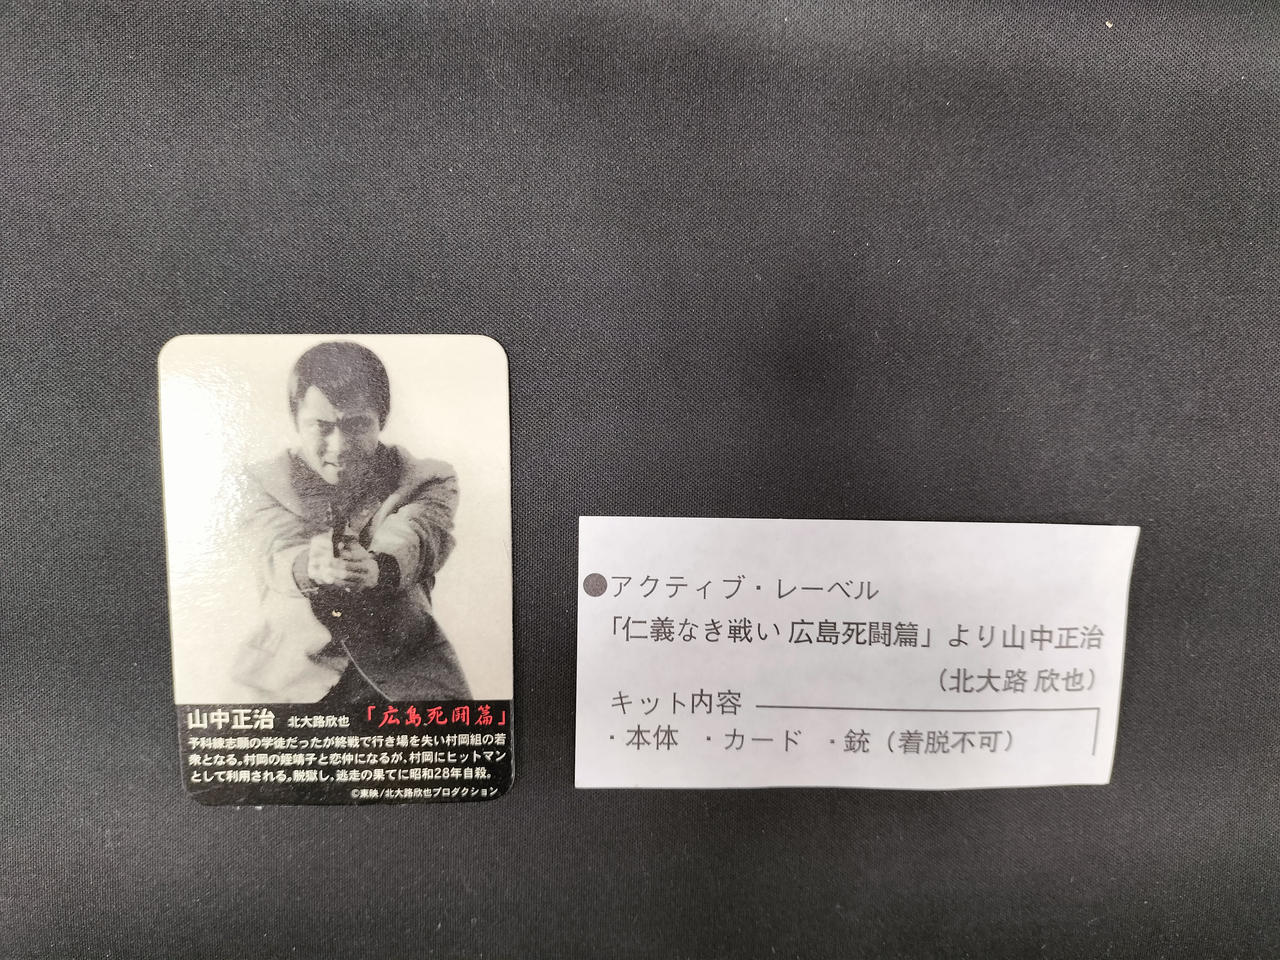 山中正治 北大路欣也 「広島死闘篇」
予科練志願の学徒だったが終戦で行き場を失い村岡組の若
衆となる。村岡の姪靖子と恋仲になるが、村岡にヒットマン
として利用される。脱獄し、逃走の果てに昭和28年自殺。
©東映/北大路欣也プロダクション
●アクティブ・レーベル
「仁義なき戦い 広島死闘篇」より山中正治
（北大路 欣也）
キット内容
・本体 ・カード ・銃（着脱不可）